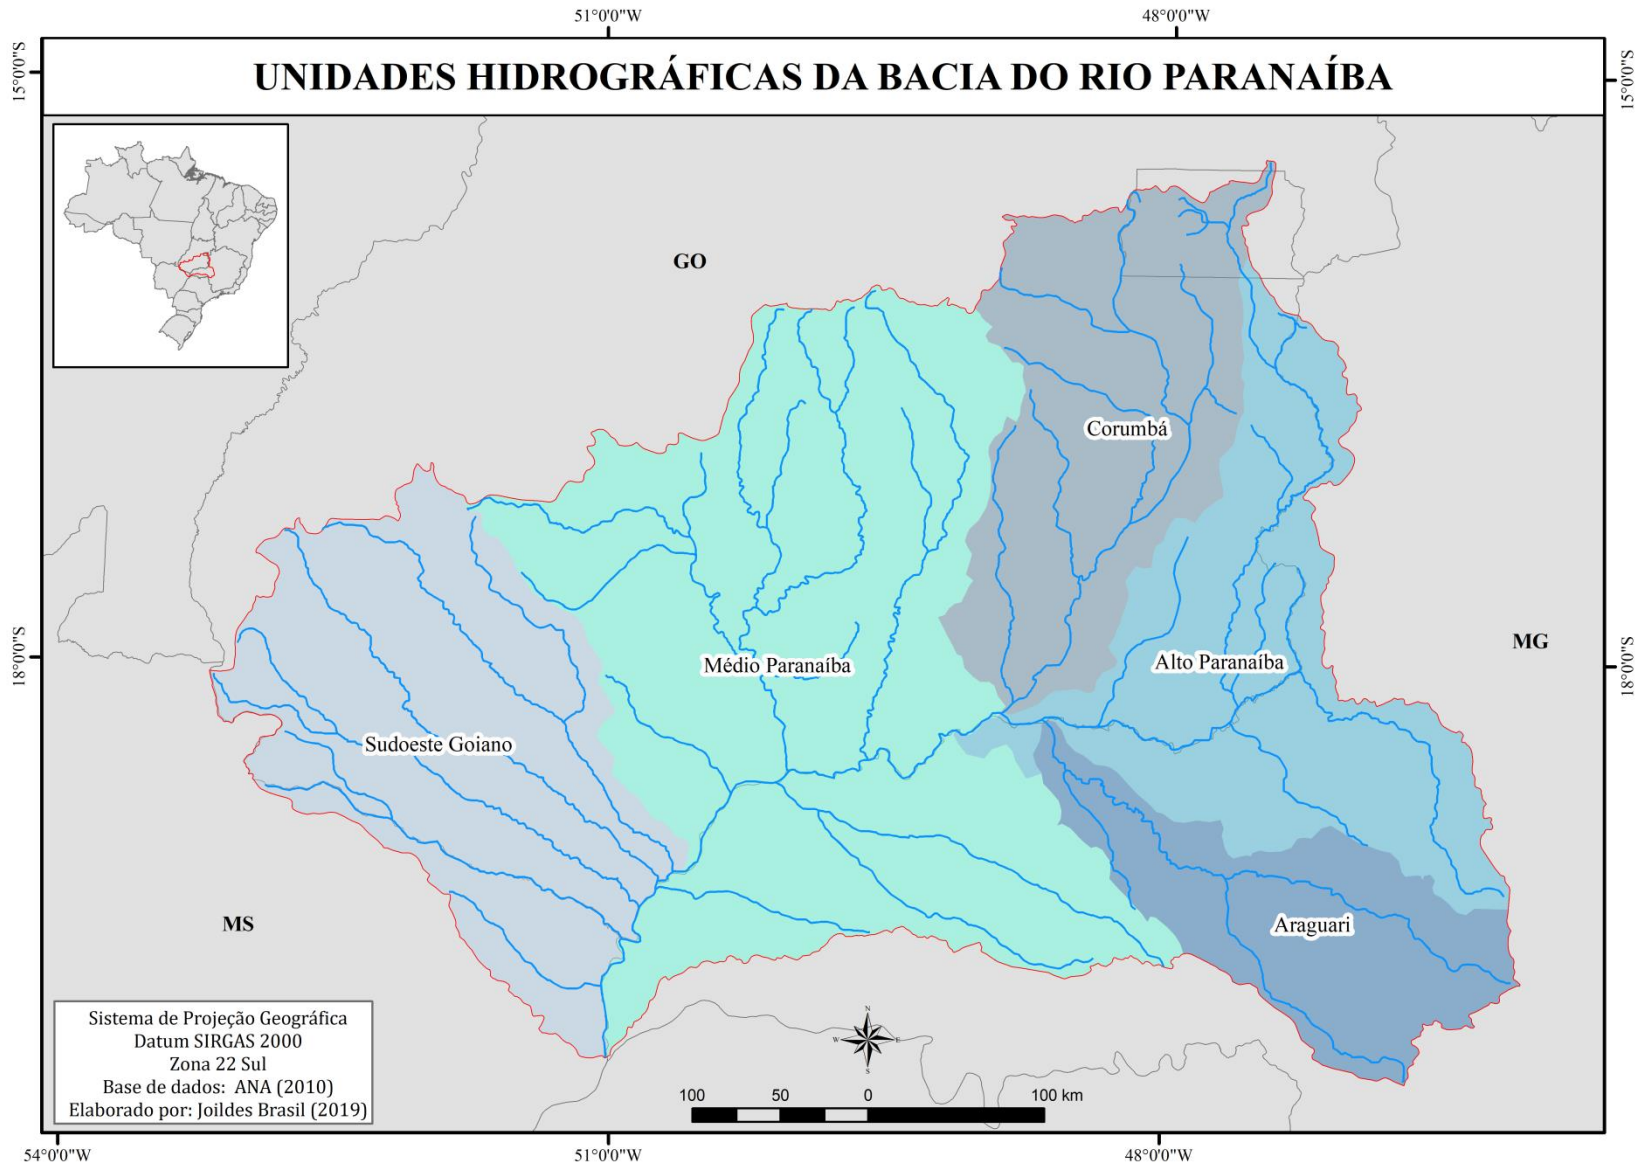 51°0'0"W
48°0'0"W
15°0'0"S
15°0'0"S
UNIDADES HIDROGRÁFICAS DA BACIA DO RIO PARANAÍBA
GO
Corumbá
MG
18°0'0"S
18°0'0"S
Médio Paranaíba
Alto Paranaíba
Sudoeste Goiano
MS
Araguari
Sistema de Projeção Geográfica
Datum SIRGAS 2000
Zona 22 Sul
Base de dados: ANA (2010)
Elaborado por: Joildes Brasil (2019)
N
W
E
S
100 50 0 100 km
54°0'0"W
51°0'0"W
48°0'0"W